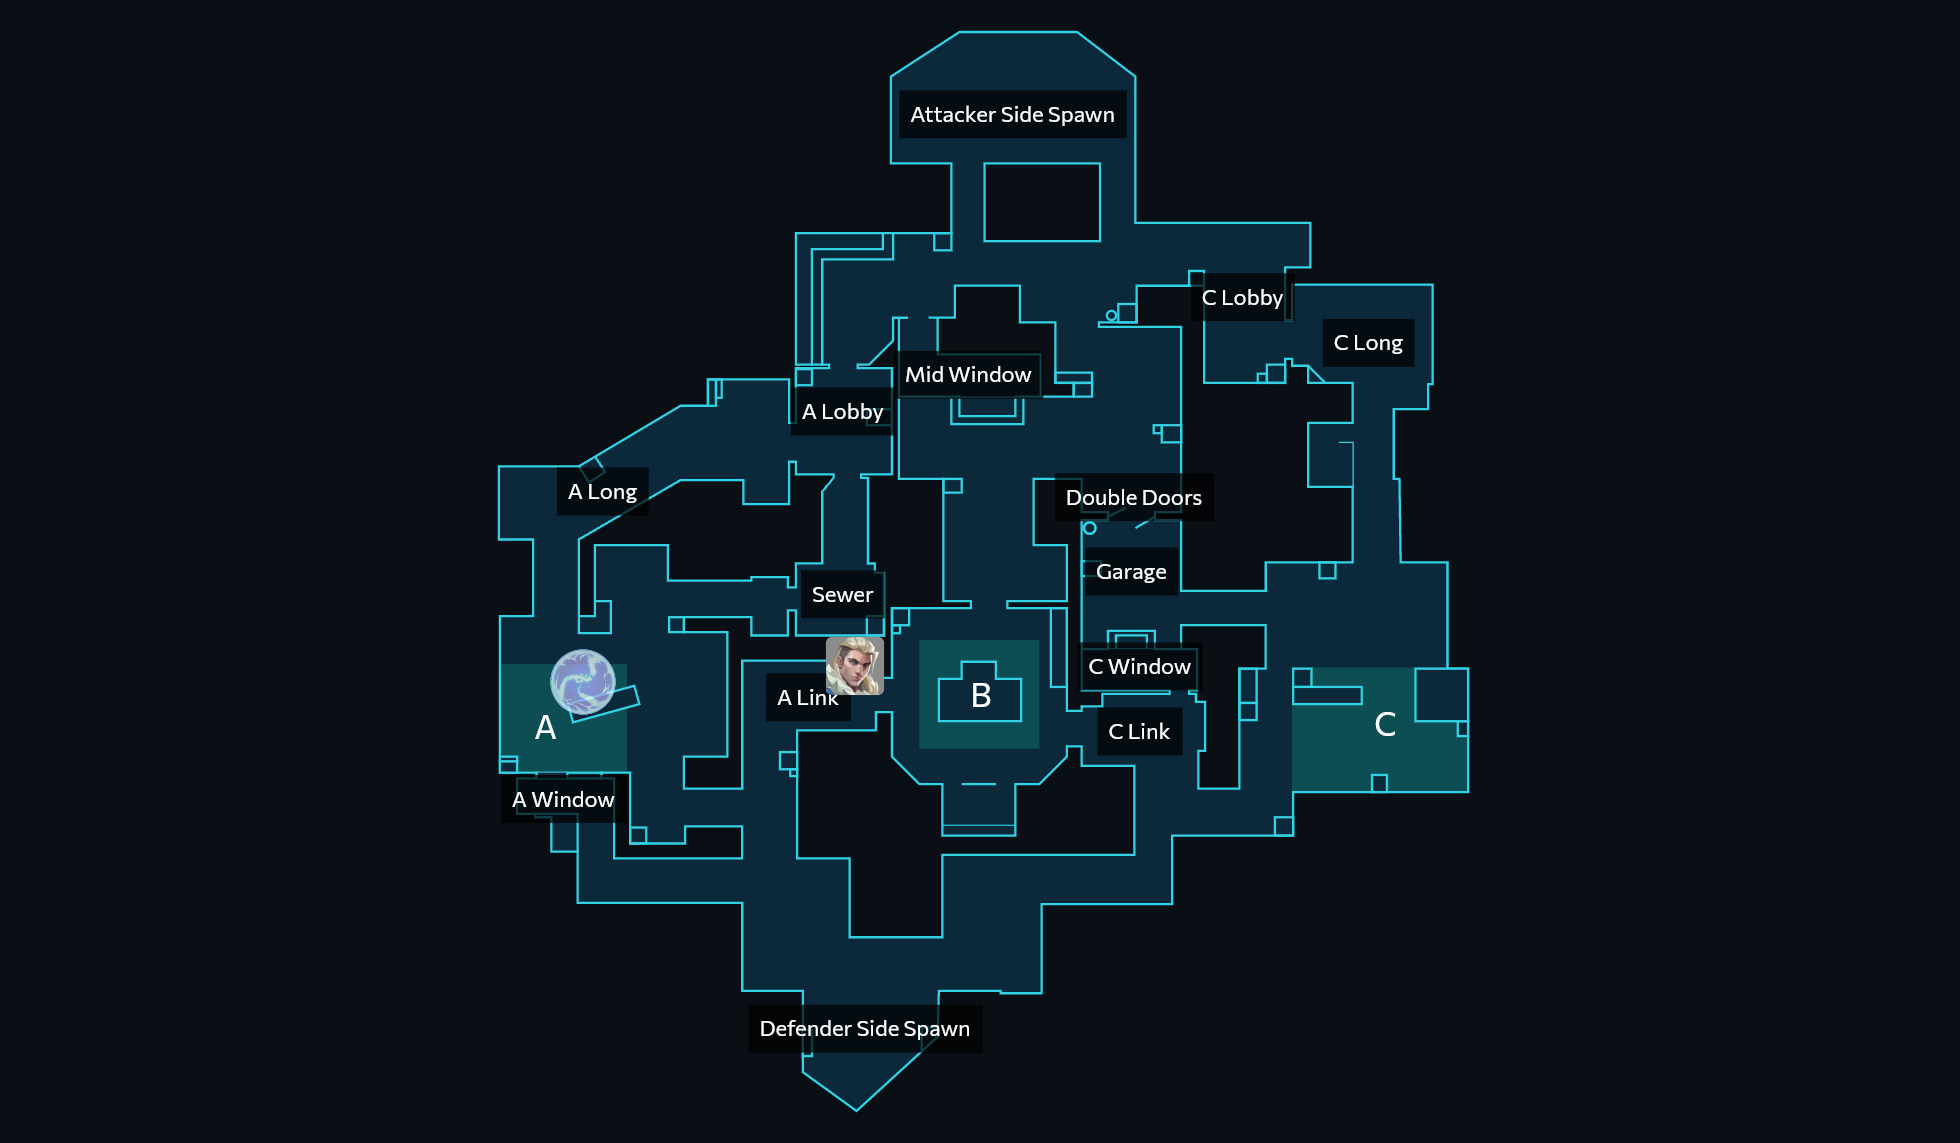 Attacker Side Spawn
C Lobby
C Long
Mid Window
A Lobby
A Long
Double Doors
Garage
Sewer
C Window
A Link
B
C Link
C
A
A Window
Defender Side Spawn